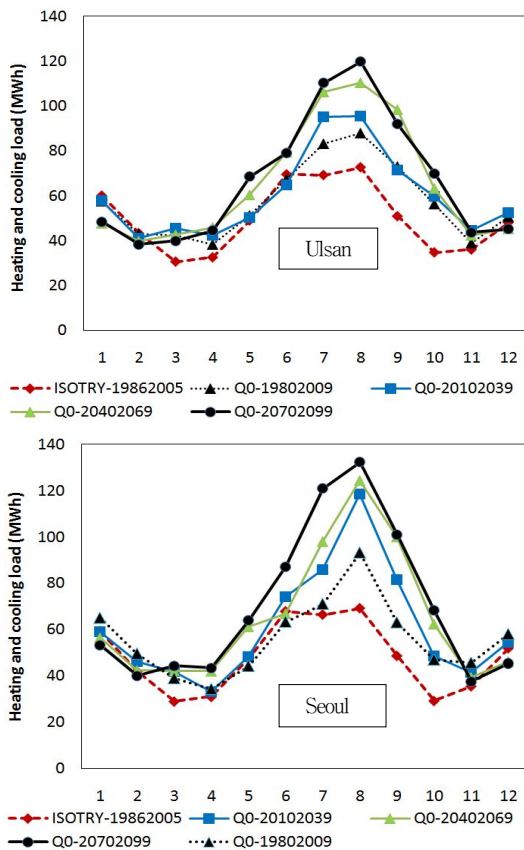 Heating and cooling load (MWh)
140
120
100
80
60
40
20
0
Ulsan
1 2 3 4 5 6 7 8 9 10 11 12
ISOTRY-19862005 Q0-19802009 Q0-20102039
Q0-20402069 Q0-20702099
Heating and cooling load (MWh)
140
120
100
80
60
40
20
0
Seoul
1 2 3 4 5 6 7 8 9 10 11 12
ISOTRY-19862005 Q0-20102039 Q0-20402069
Q0-20702099 Q0-19802009